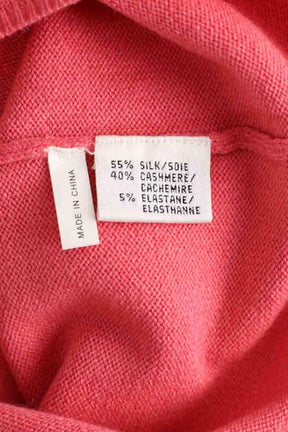 55% SILK/SOIE
40% CASHMERE/
CACHEMIRE
5% ELASTANE/
ELASTHANNE
MADE IN CHINA